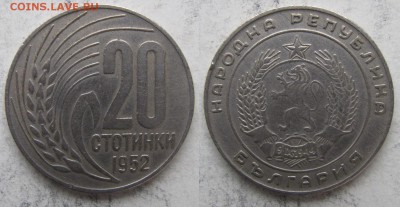 COINS.LAVE.RU
20
СТОТИНКИ
1952
НАРОДНА РЕПУБЛИКА
БЪЛГАРИЯ